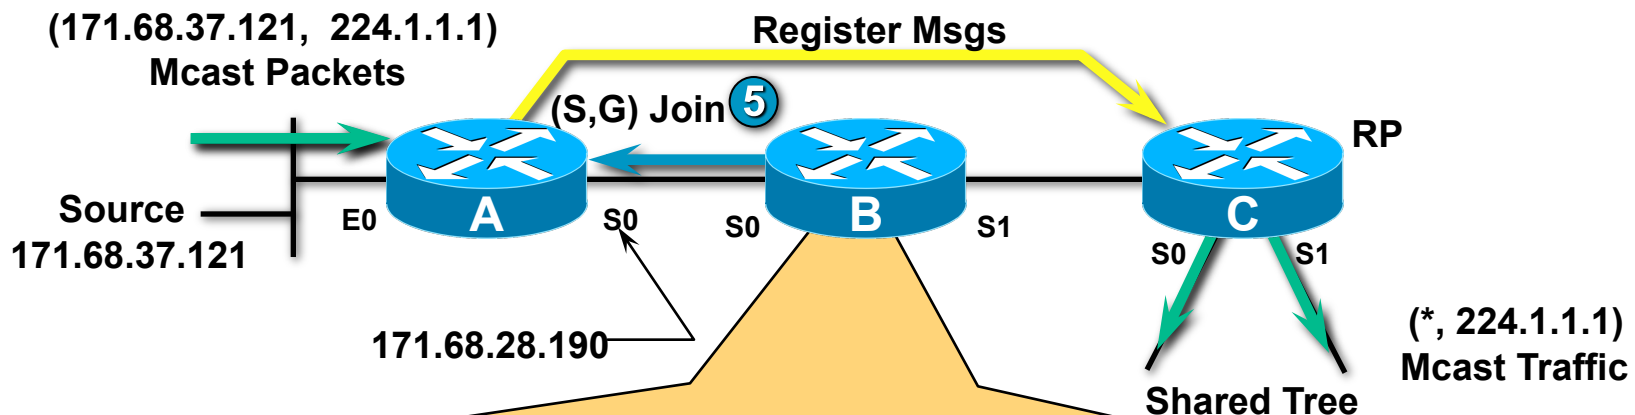 (171.68.37.121, 224.1.1.1)
Mcast Packets
Register Msgs
(S,G) Join 5
RP
A
B
C
Source
171.68.37.121
E0
S0
S0
S1
S0
S1
171.68.28.190
(*, 224.1.1.1)
Mcast Traffic
Shared Tree